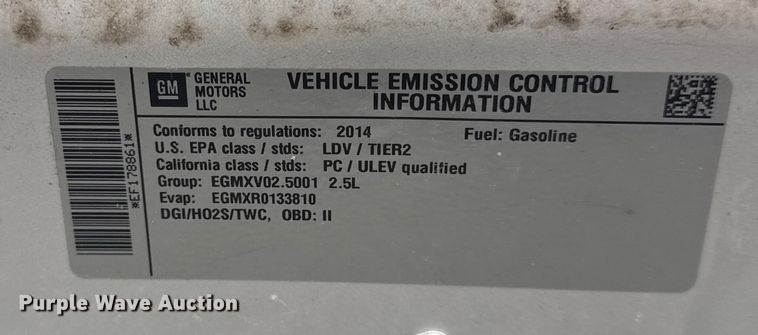 *EF178861*
GM
GENERAL
MOTORS
LLC
VEHICLE EMISSION CONTROL
INFORMATION
Conforms to regulations: 2014 Fuel: Gasoline
U.S. EPA class / stds: LDV / TIER2
California class / stds: PC / ULEV qualified
Group: EGMXV02.5001 2.5L
Evap: EGMXR0133810
DGI/HO2S/TWC, OBD: II
Purple Wave Auction